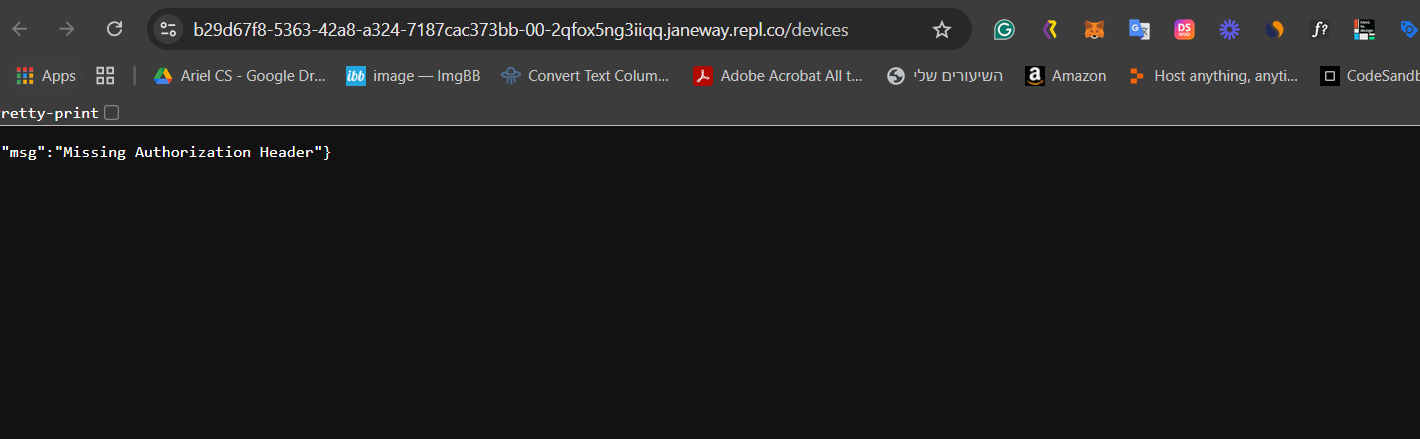 b29d67f8-5363-42a8-a324-7187cac373bb-00-2qfox5ng3iiqq.janeway.repl.co/devices
DS
WOO
f?
Apps
Ariel CS - Google Dr...
ibb image — ImgBB
Convert Text Colum...
Adobe Acrobat All t...
השיעורים שלי
a Amazon
Host anything, anyti...
CodeSandb
retty-print
"msg":"Missing Authorization Header"}